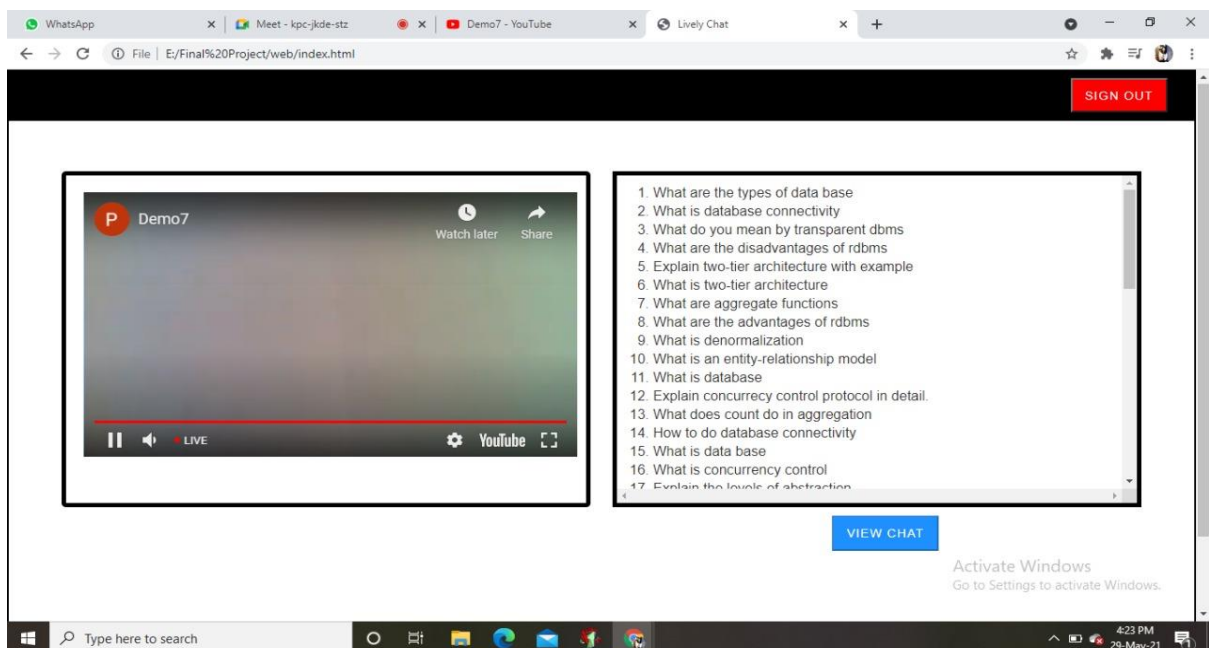 WhatsApp
Meet - kpc-jkde-stz
Demo7 - YouTube
Lively Chat
File | E:/Final%20Project/web/index.html
SIGN OUT
P Demo7
Watch later Share
LIVE
YouTube
1. What are the types of data base
2. What is database connectivity
3. What do you mean by transparent dbms
4. What are the disadvantages of rdbms
5. Explain two-tier architecture with example
6. What is two-tier architecture
7. What are aggregate functions
8. What are the advantages of rdbms
9. What is denormalization
10. What is an entity-relationship model
11. What is database
12. Explain concurrecy control protocol in detail.
13. What does count do in aggregation
14. How to do database connectivity
15. What is data base
16. What is concurrency control
17. Explain the levels of abstraction
VIEW CHAT
Activate Windows
Go to Settings to activate Windows.
Type here to search
4:23 PM
29-May-21
1